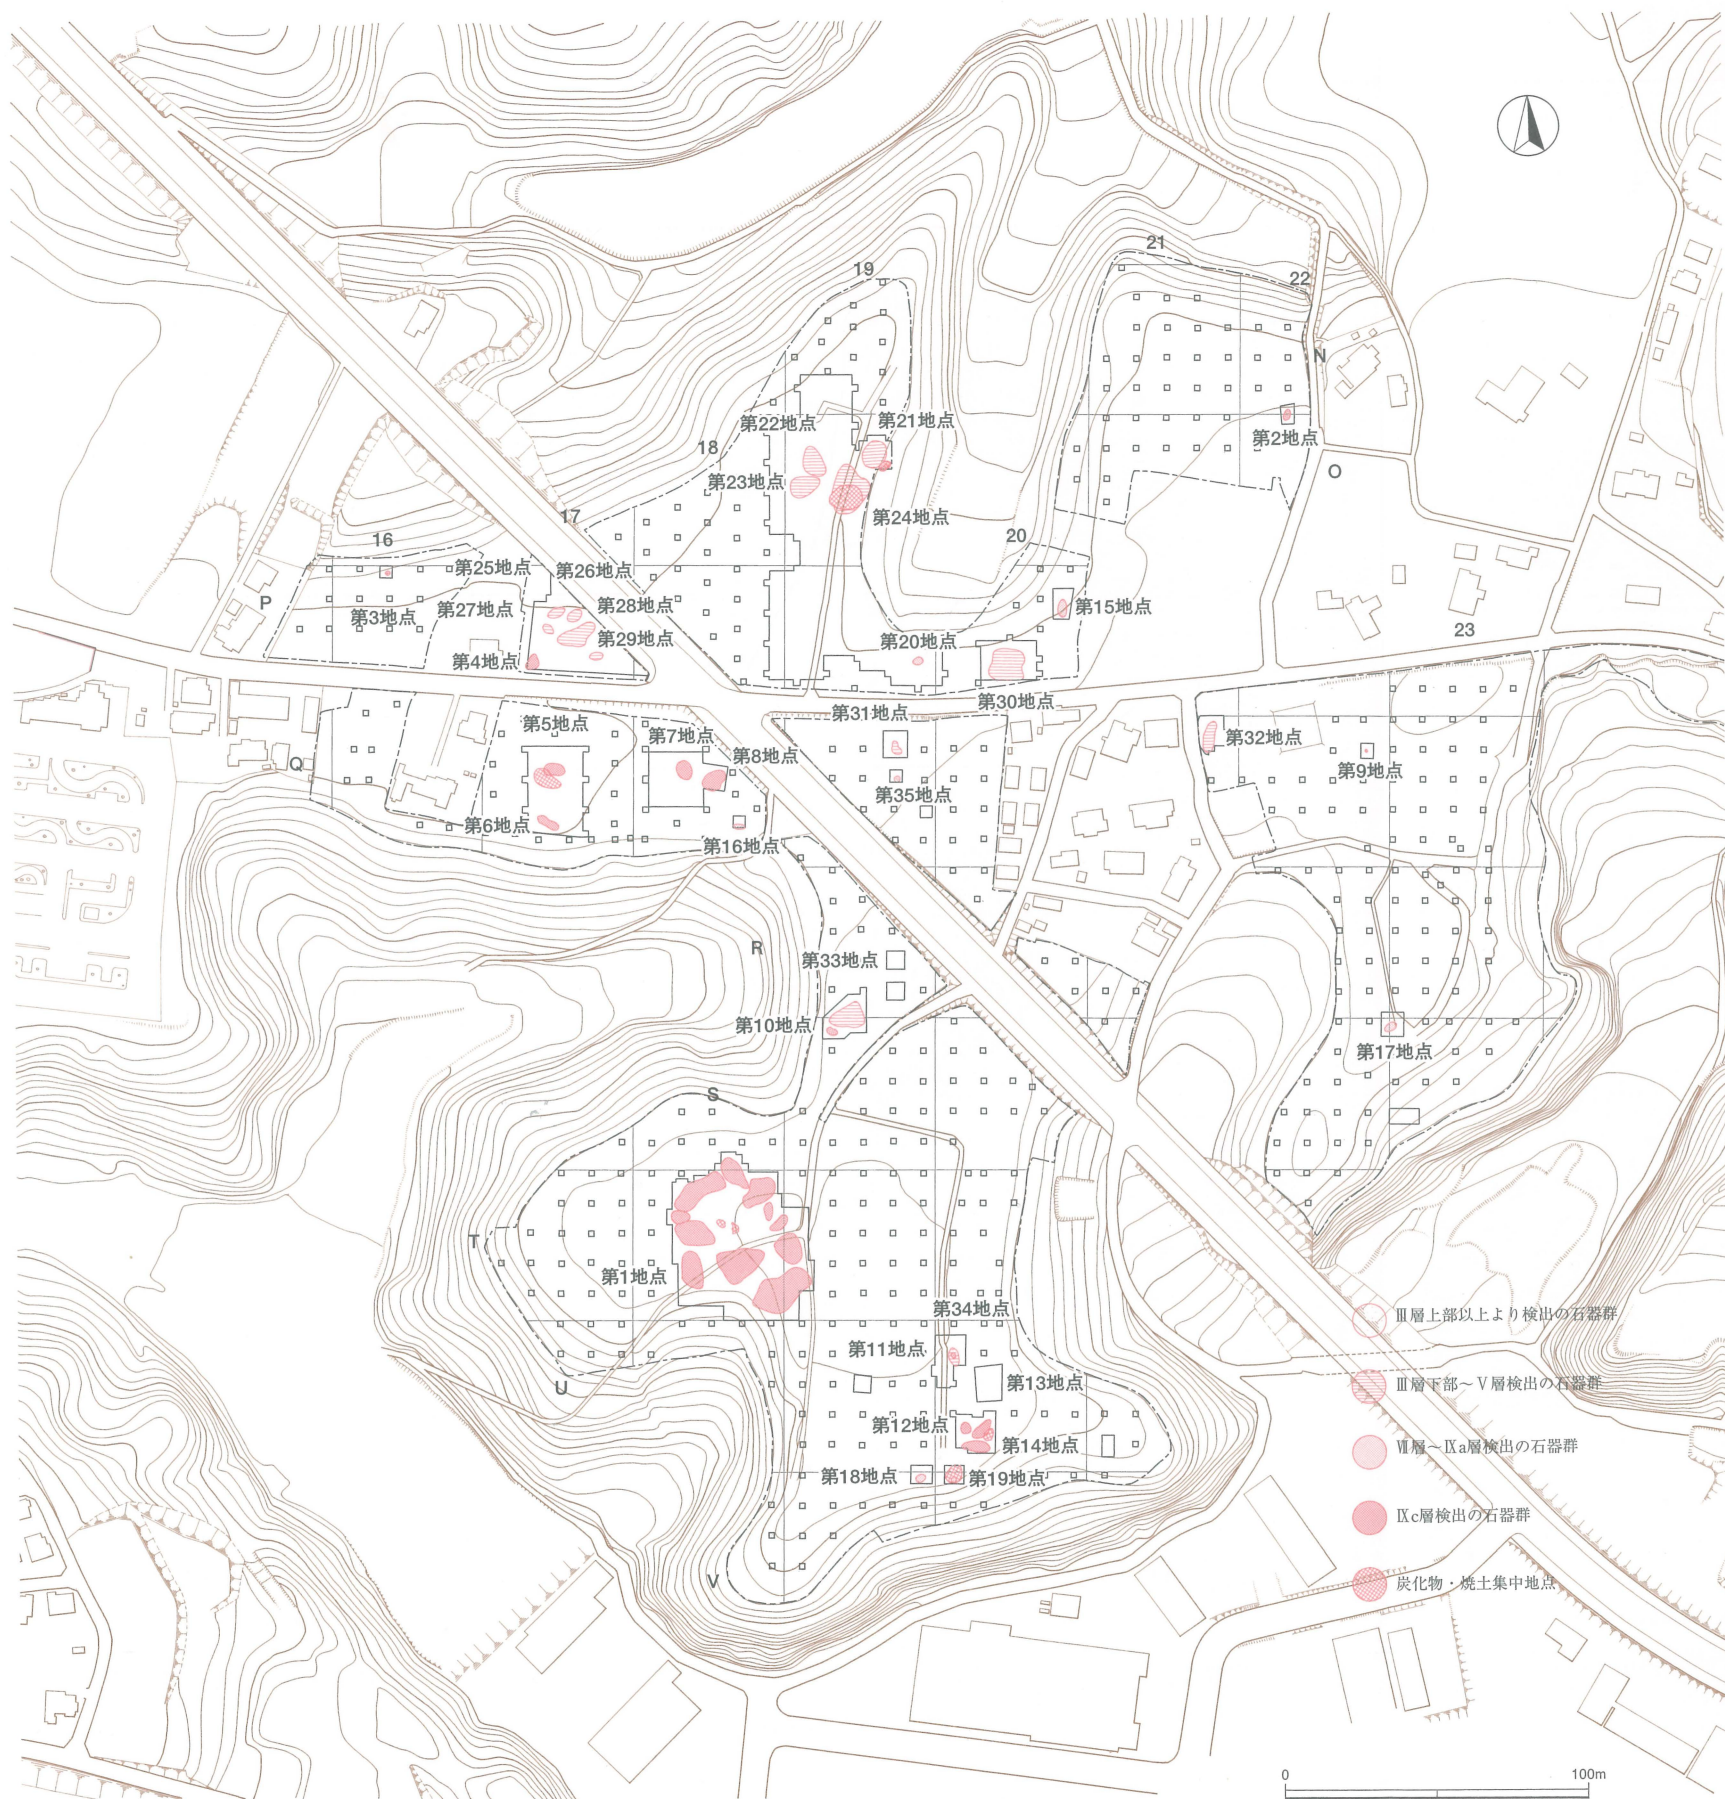 21
19
22
N
第22地点
第21地点
18
第2地点
O
第23地点
17
第24地点
16
20
第25地点
第26地点
P
第27地点
第28地点
第15地点
第3地点
第29地点
第20地点
23
第4地点
第30地点
第31地点
第5地点
第7地点
第32地点
第8地点
Q
第9地点
第35地点
第6地点
第16地点
R
第33地点
第10地点
第17地点
S
T
第1地点
第34地点
Ⅲ層上部以上より検出の石器群
第11地点
U
第13地点
Ⅲ層下部～Ⅴ層検出の石器群
第12地点
第14地点
Ⅶ層～Ⅸa層検出の石器群
第18地点
第19地点
Ⅸc層検出の石器群
V
炭化物・焼土集中地点
0
100m